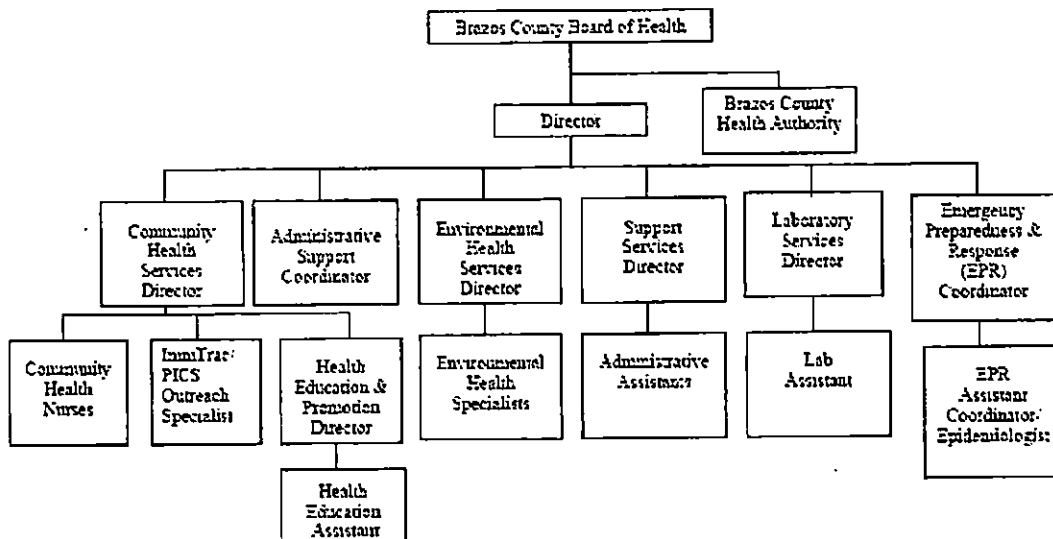 Brazos County Board of Health
Director
Brazos County
Health Authority
Community
Health
Services
Director
Administrative
Support
Coordinator
Environmental
Health
Services
Director
Support
Services
Director
Laboratory
Services
Director
Emergency
Preparedness &
Response
(EPR)
Coordinator
Community
Health
Nurses
ImmTrac/
PICS
Outreach
Specialist
Health
Education &
Promotion
Director
Environmental
Health
Specialists
Administrative
Assistants
Lab
Assistant
EPR
Assistant
Coordinator/
Epidemiologist
Health
Education
Assistant